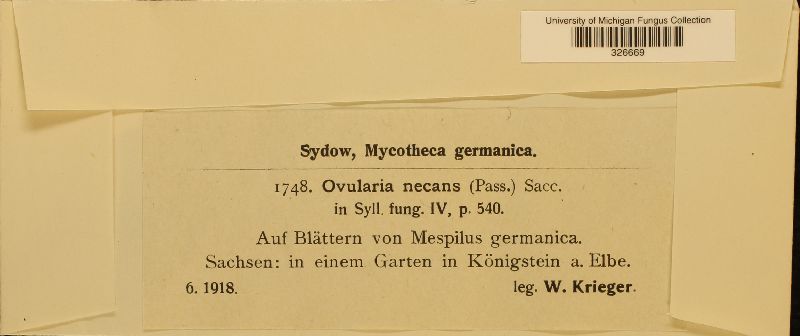 University of Michigan Fungus Collection
326669
Sydow, Mycotheca germanica.
1748. Ovularia necans (Pass.) Sacc.
in Syll. fung. IV, p. 540.
Auf Blättern von Mespilus germanica.
Sachsen: in einem Garten in Königstein a. Elbe.
6. 1918. leg. W. Krieger.